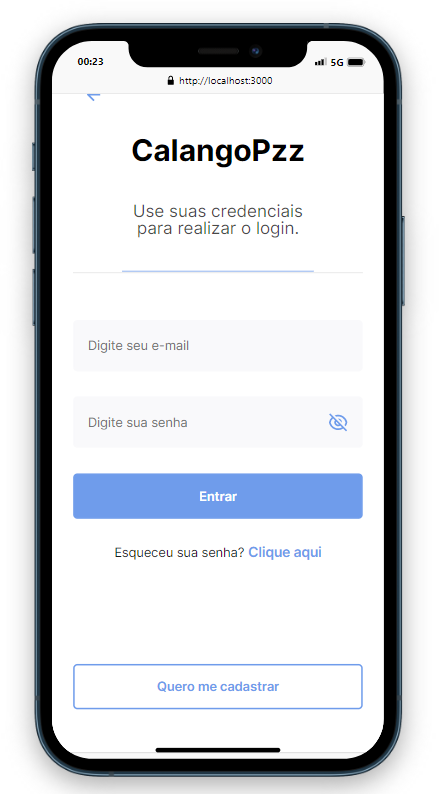 00:23
5G
http://localhost:3000
CalangoPzz
Use suas credenciais
para realizar o login.
Digite seu e-mail
Digite sua senha
Entrar
Esqueceu sua senha? Clique aqui
Quero me cadastrar